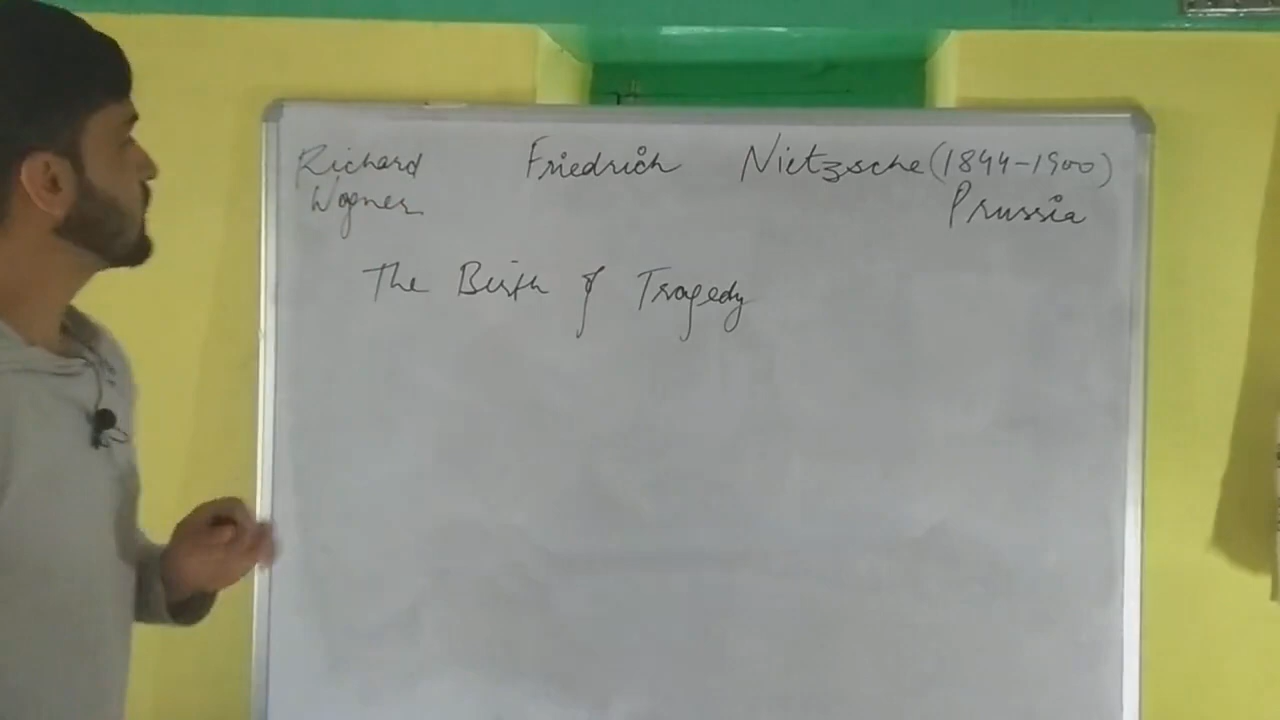 Richard Friedrich Nietzsche (1844-1900)
Wagner Prussia
The Birth of Tragedy